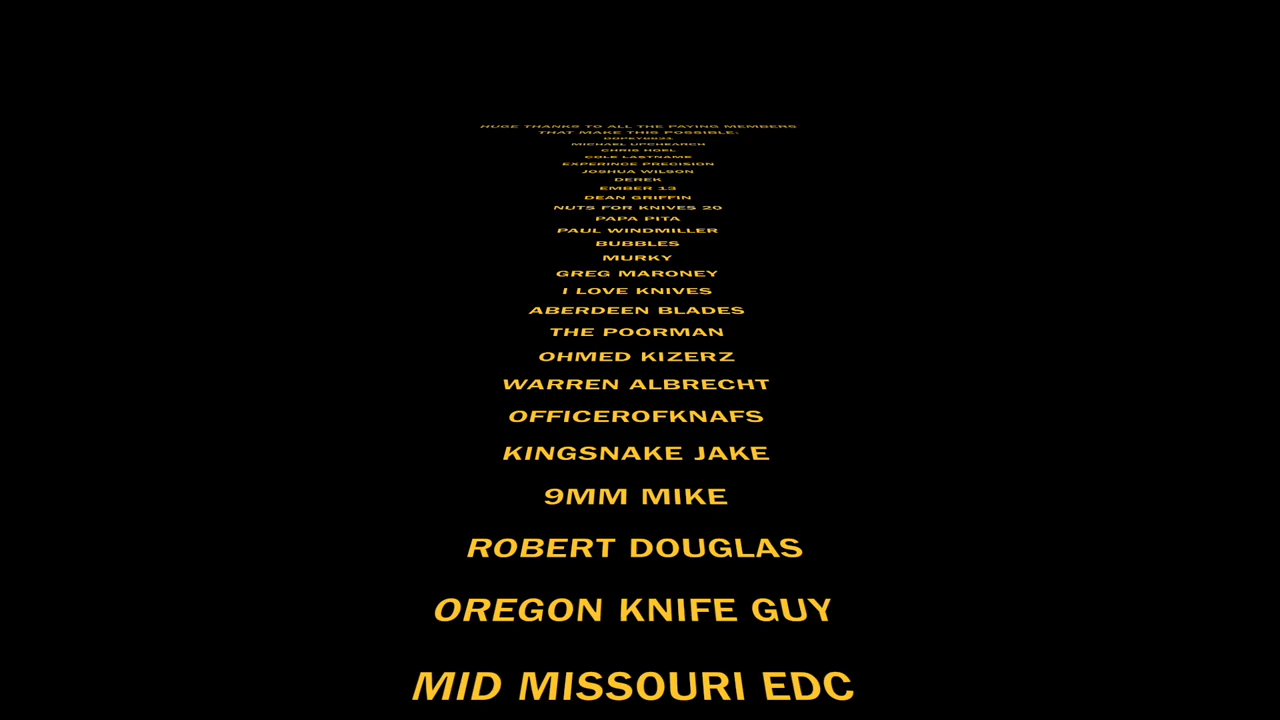 HUGE THANKS TO ALL THE PAYING MEMBERS
THAT MAKE THIS POSSIBLE:
MICHAEL UPCHEARCH
CHRIS HOEL
COLE LASTNAME
EXPERINCE PRECISION
JOSHUA WILSON
DEREK
EMBER 13
DEAN GRIFFIN
NUTS FOR KNIVES 20
PAPA PITA
PAUL WINDMILLER
BUBBLES
MURKY
GREG MARONEY
I LOVE KNIVES
ABERDEEN BLADES
THE POORMAN
OHMED KIZERZ
WARREN ALBRECHT
OFFICEROFKNAFS
KINGSNAKE JAKE
9MM MIKE
ROBERT DOUGLAS
OREGON KNIFE GUY
MID MISSOURI EDC